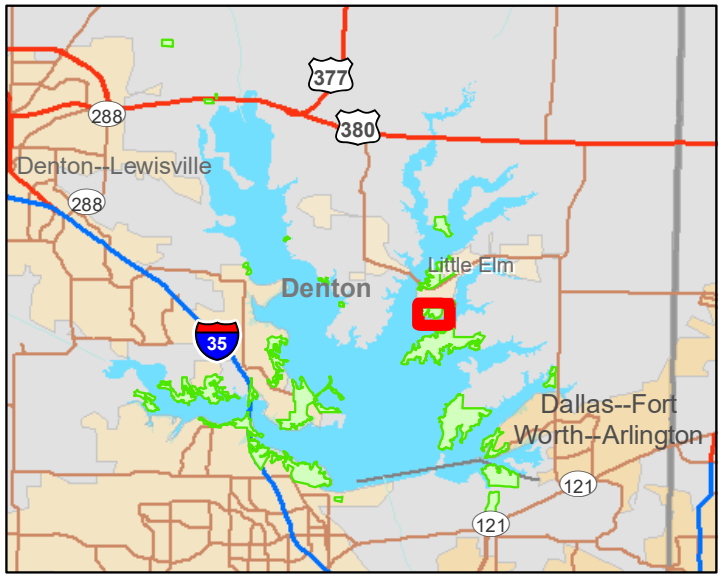 377
288
380
Denton--Lewisville
288
Little Elm
Denton
35
Dallas--Fort
Worth--Arlington
121
121